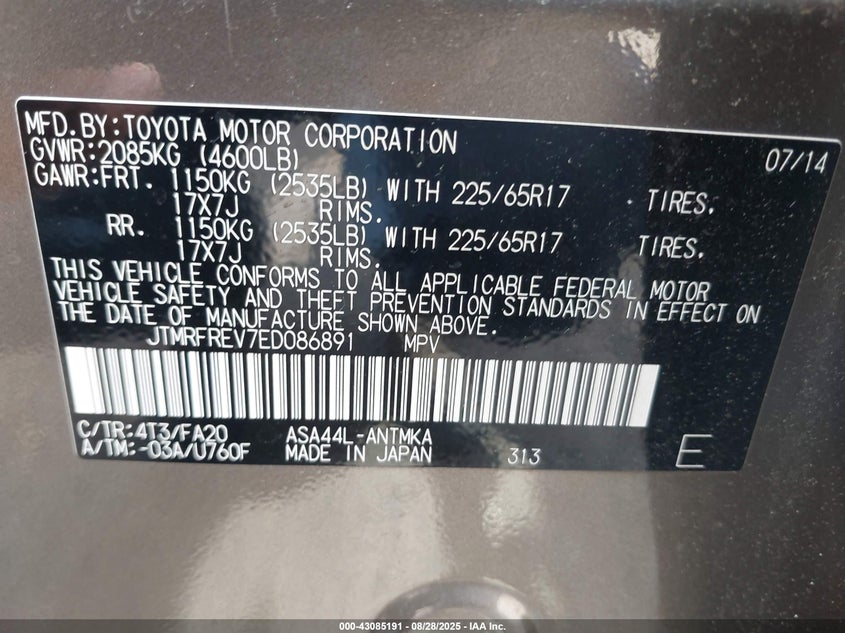 MFD.BY:TOYOTA MOTOR CORPORATION 07/14
GVWR:2085KG (4600LB)
GAWR:FRT. 1150KG (2535LB) WITH 225/65R17 TIRES.
17X7J RIMS.
RR. 1150KG (2535LB) WITH 225/65R17 TIRES.
17X7J RIMS.
THIS VEHICLE CONFORMS TO ALL APPLICABLE FEDERAL MOTOR
VEHICLE SAFETY AND THEFT PREVENTION STANDARDS IN EFFECT ON
THE DATE OF MANUFACTURE SHOWN ABOVE.
JTMRFREV7ED086891 MPV
C/TR:4T3/FA20 ASA44L-ANTMKA
A/TM:-03A/U760F MADE IN JAPAN 313 E
000-43085191 - 08/28/2025 - IAA Inc.